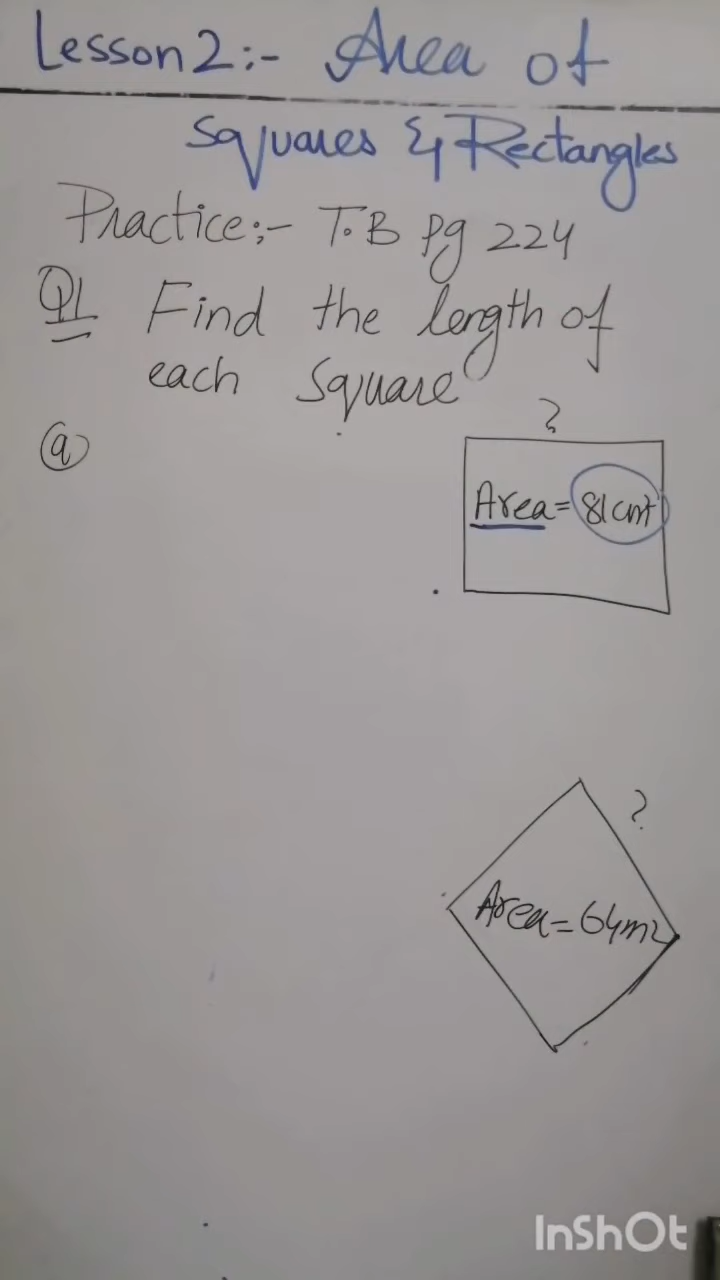 Lesson 2:- Area of
Squares & Rectangles
Practice:- T.B Pg 224
Q1 Find the length of
each square
(a)
?
Area = 81cm²
?
Area = 64m2
InShOt